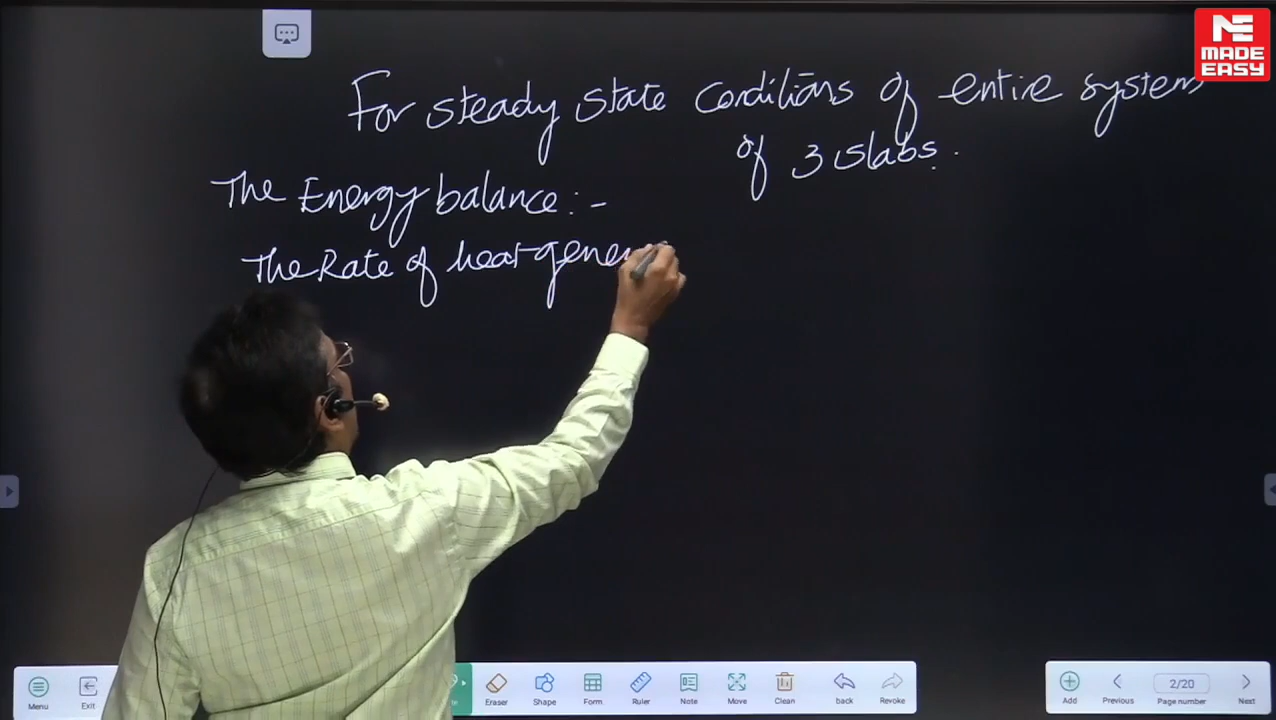 MADE EASY
For steady state conditions of entire system
of 3 slabs.
The Energy balance:-
The Rate of heat gener
Menu
Exit
Eraser
Shape
Form
Ruler
Note
Move
Clean
back
Revoke
Add
Previous
2/20
Page number
Next